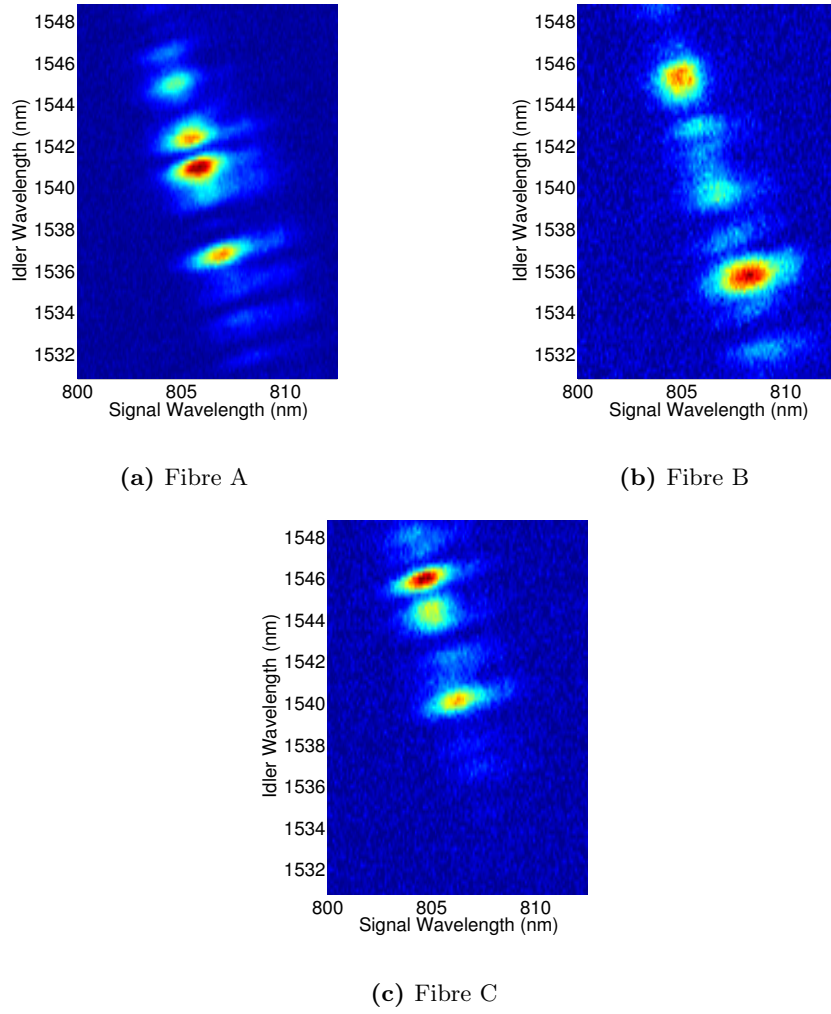 1548
1546
1544
1542
1540
1538
1536
1534
1532
Idler Wavelength (nm)
800 805 810
Signal Wavelength (nm)
(a) Fibre A
1548
1546
1544
1542
1540
1538
1536
1534
1532
Idler Wavelength (nm)
800 805 810
Signal Wavelength (nm)
(b) Fibre B
1548
1546
1544
1542
1540
1538
1536
1534
1532
Idler Wavelength (nm)
800 805 810
Signal Wavelength (nm)
(c) Fibre C